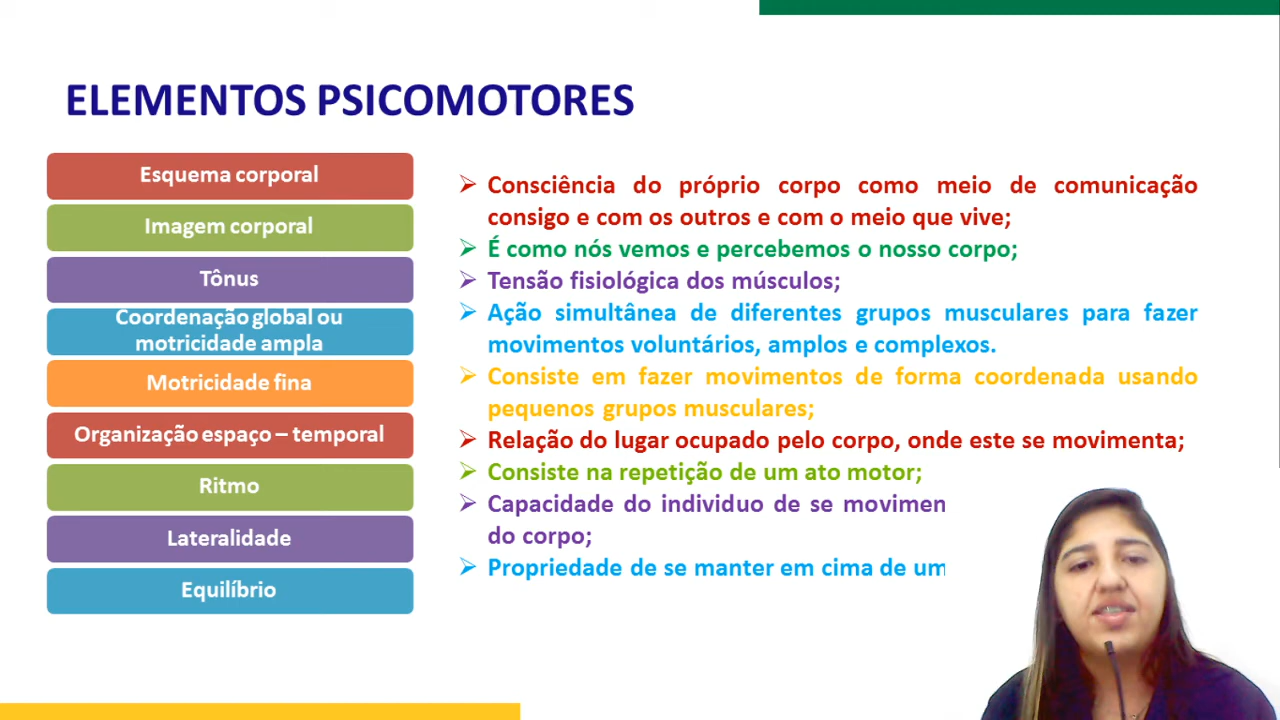 ELEMENTOS PSICOMOTORES
Esquema corporal
Imagem corporal
Tônus
Coordenação global ou
motricidade ampla
Motricidade fina
Organização espaço – temporal
Ritmo
Lateralidade
Equilíbrio
➢ Consciência do próprio corpo como meio de comunicação
consigo e com os outros e com o meio que vive;
➢ É como nós vemos e percebemos o nosso corpo;
➢ Tensão fisiológica dos músculos;
➢ Ação simultânea de diferentes grupos musculares para fazer
movimentos voluntários, amplos e complexos.
➢ Consiste em fazer movimentos de forma coordenada usando
pequenos grupos musculares;
➢ Relação do lugar ocupado pelo corpo, onde este se movimenta;
➢ Consiste na repetição de um ato motor;
➢ Capacidade do individuo de se
do corpo;
➢ Propriedade de se manter em cima de